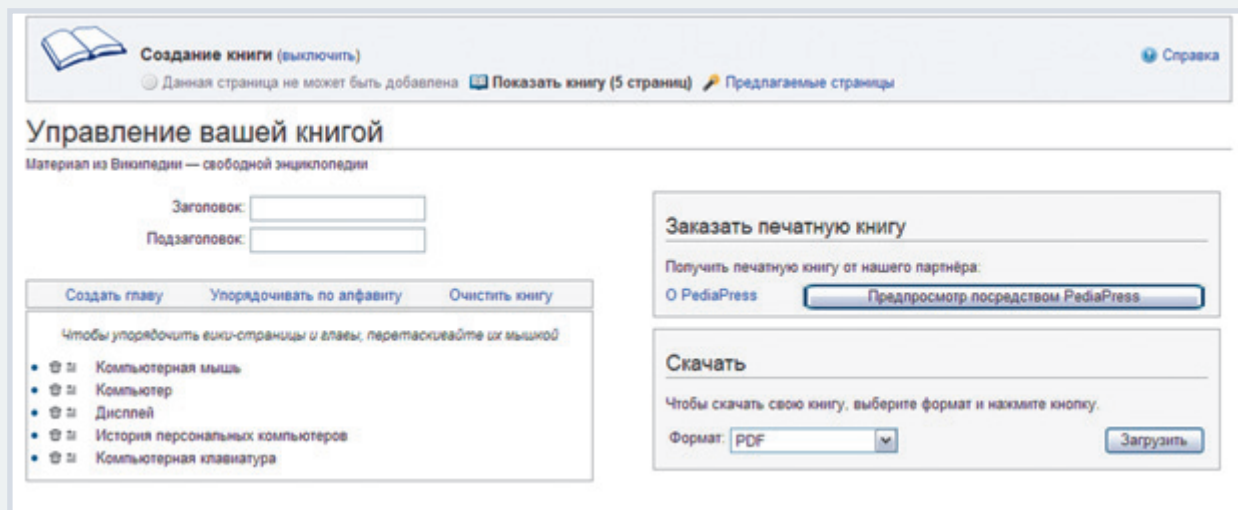 Создание книги (выключить)
Справка
Данная страница не может быть добавлена Показать книгу (5 страниц) Предлагаемые страницы
Управление вашей книгой
Материал из Википедии — свободной энциклопедии
Заголовок:
Подзаголовок:
Создать главу Упорядочивать по алфавиту Очистить книгу
Чтобы упорядочить вики-страницы и главы, перетаскивайте их мышкой
Компьютерная мышь
Компьютер
Дисплей
История персональных компьютеров
Компьютерная клавиатура
Заказать печатную книгу
Получить печатную книгу от нашего партнёра:
О PediaPress Предпросмотр посредством PediaPress
Скачать
Чтобы скачать свою книгу, выберите формат и нажмите кнопку.
Формат: PDF Загрузить